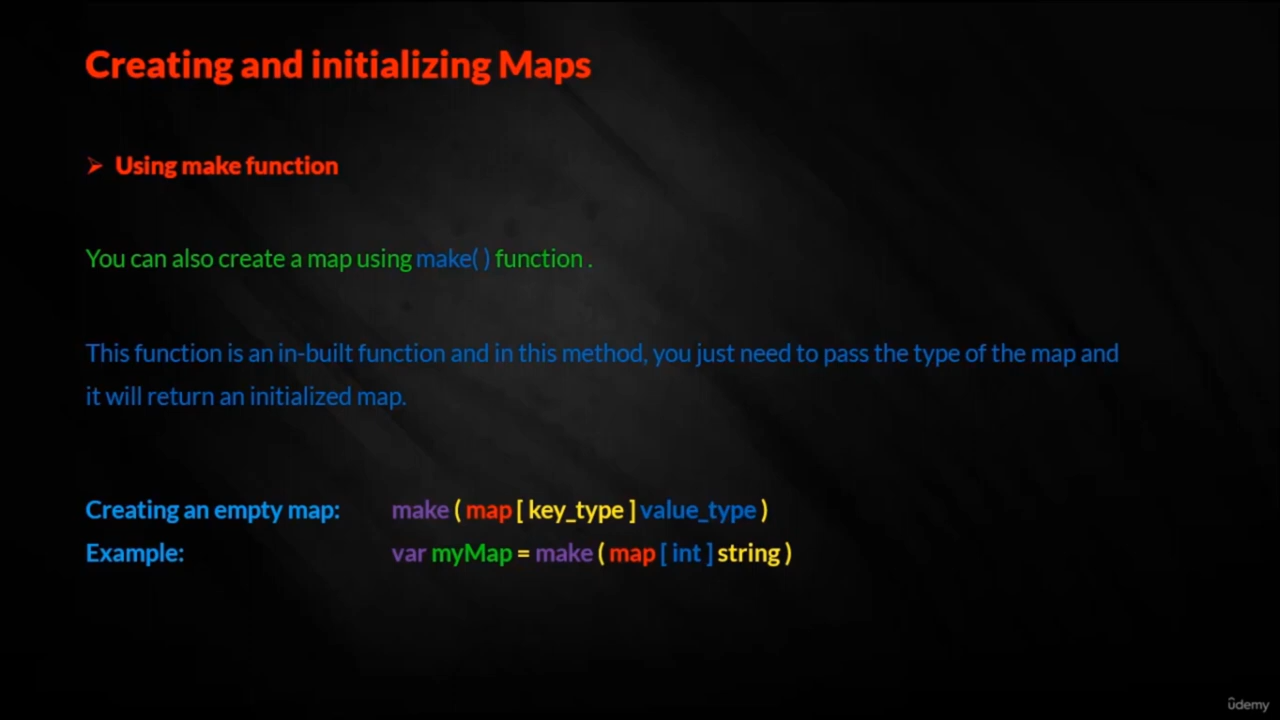 Creating and initializing Maps
➢ Using make function
You can also create a map using make( ) function .
This function is an in-built function and in this method, you just need to pass the type of the map and
it will return an initialized map.
Creating an empty map: make ( map [ key_type ] value_type )
Example: var myMap = make ( map [ int ] string )
ûdemy